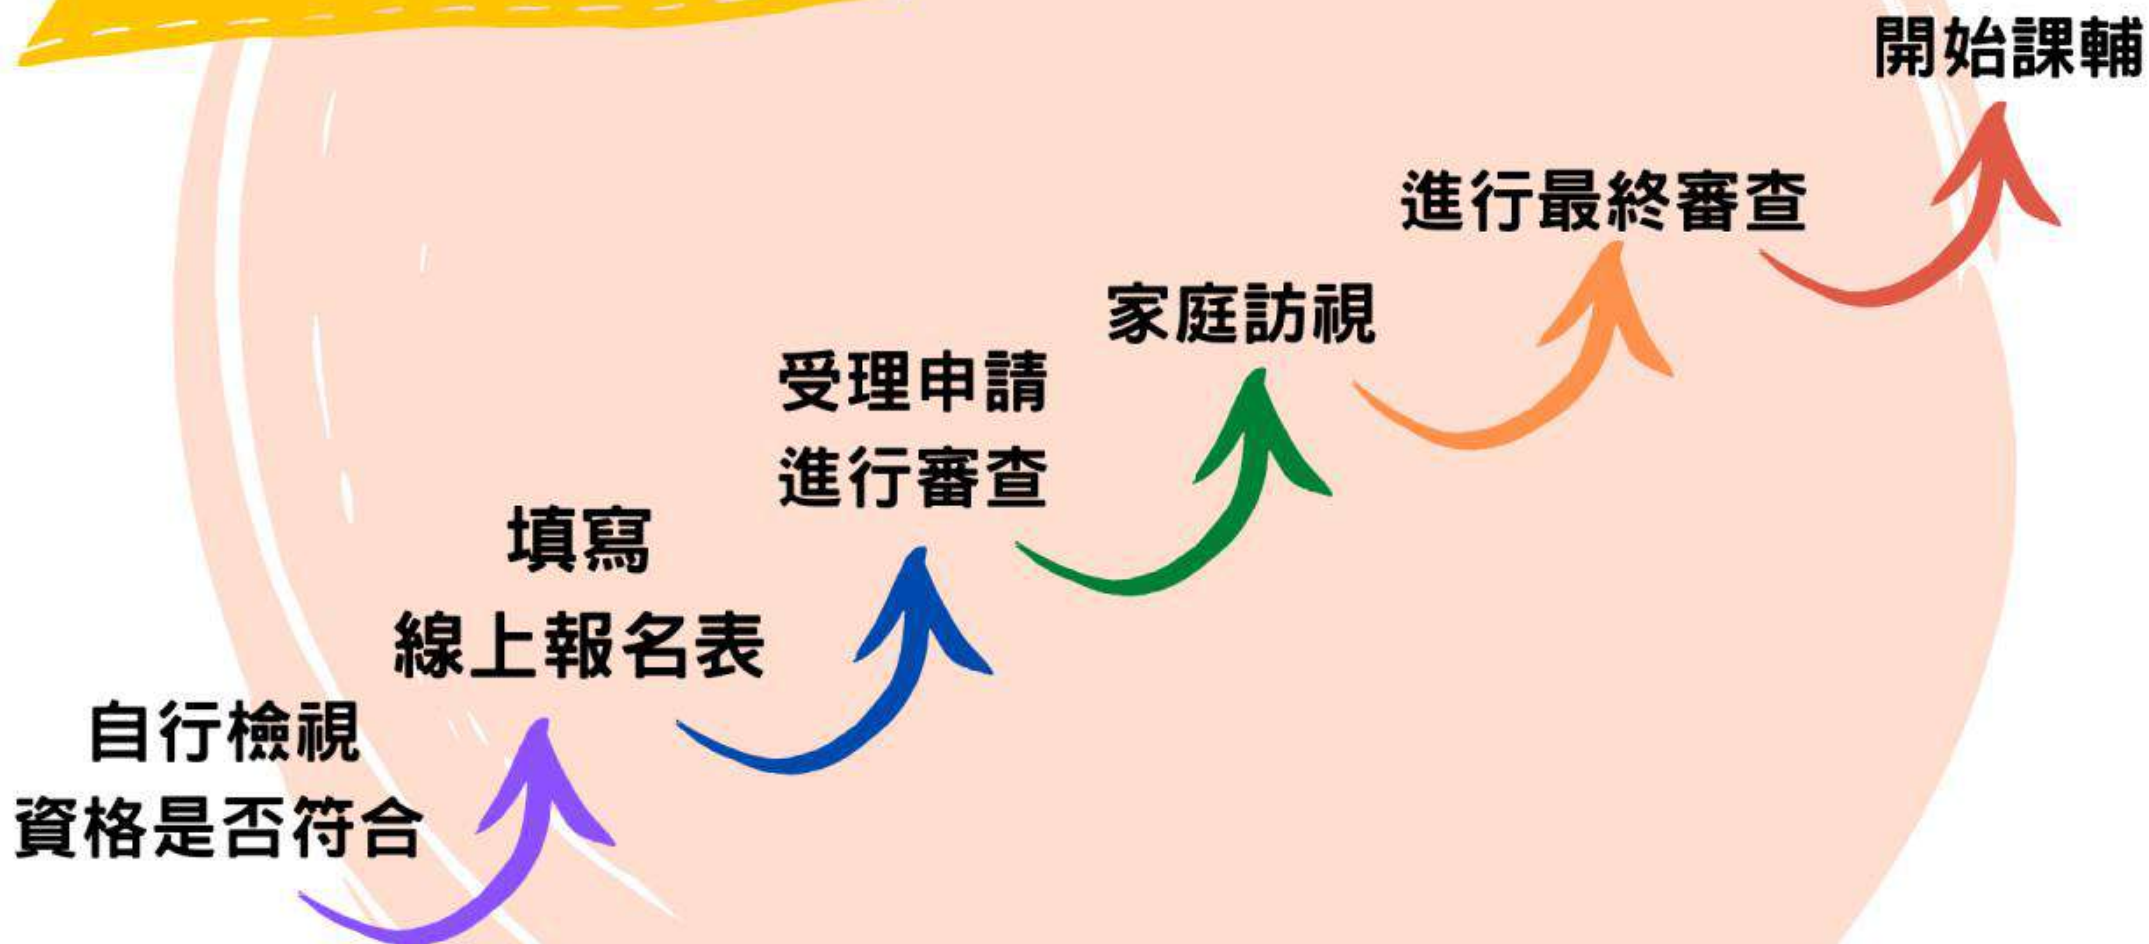 自行檢視
資格是否符合
填寫
線上報名表
受理申請
進行審查
家庭訪視
進行最終審查
開始課輔